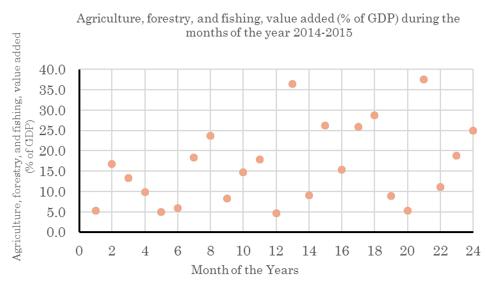 Agriculture, forestry, and fishing, value added (% of GDP) during the
months of the year 2014-2015
Agriculture, forestry, and fishing, value added
(% of GDP)
40.0
35.0
30.0
25.0
20.0
15.0
10.0
5.0
0.0
0 2 4 6 8 10 12 14 16 18 20 22 24
Month of the Years